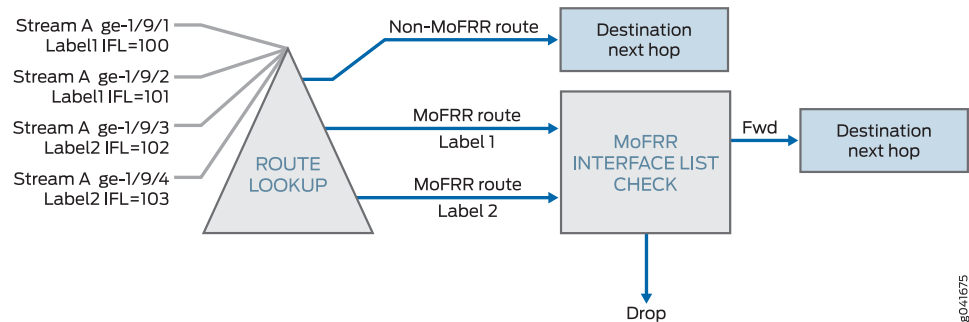 Stream A ge-1/9/1
Label1 IFL=100
Stream A ge-1/9/2
Label1 IFL=101
Stream A ge-1/9/3
Label2 IFL=102
Stream A ge-1/9/4
Label2 IFL=103
ROUTE
LOOKUP
Non-MoFRR route
Destination
next hop
MoFRR route
Label 1
MoFRR route
Label 2
MoFRR
INTERFACE LIST
CHECK
Fwd
Destination
next hop
Drop
g041675